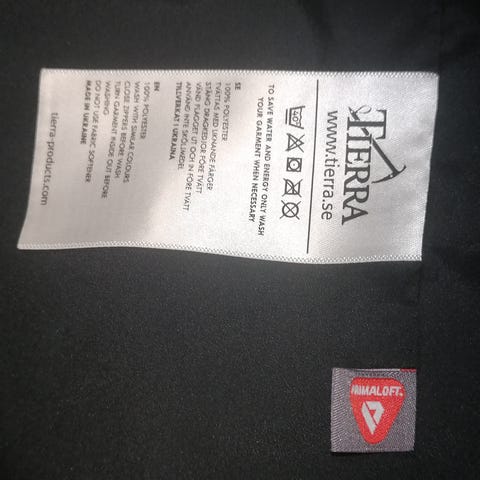 TIERRA
www.tierra.se
TO SAVE WATER AND ENERGY ONLY WASH
YOUR GARMENT WHEN NECESSARY
SE
100% POLYESTER
TVÄTTAS MED LIKNANDE FÄRGER
STÄNG DRAGKEDJOR FÖRE TVÄTT
VÄND PLAGGET UT OCH IN FÖRE TVÄTT
ANVÄND INTE SKÖLJMEDEL
TILLVERKAT I UKRAINA
EN
100% POLYESTER
WASH WITH SIMILAR COLOURS
CLOSE ZIPPERS BEFORE WASH
TURN GARMENT INSIDE OUT BEFORE
WASHING
DO NOT USE FABRIC SOFTENER
MADE IN UKRAINE
tierra-products.com
PRIMALOFT